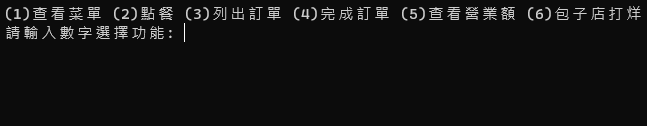 (1)查看菜單 (2)點餐 (3)列出訂單 (4)完成訂單 (5)查看營業額 (6)包子店打烊
請輸入數字選擇功能: